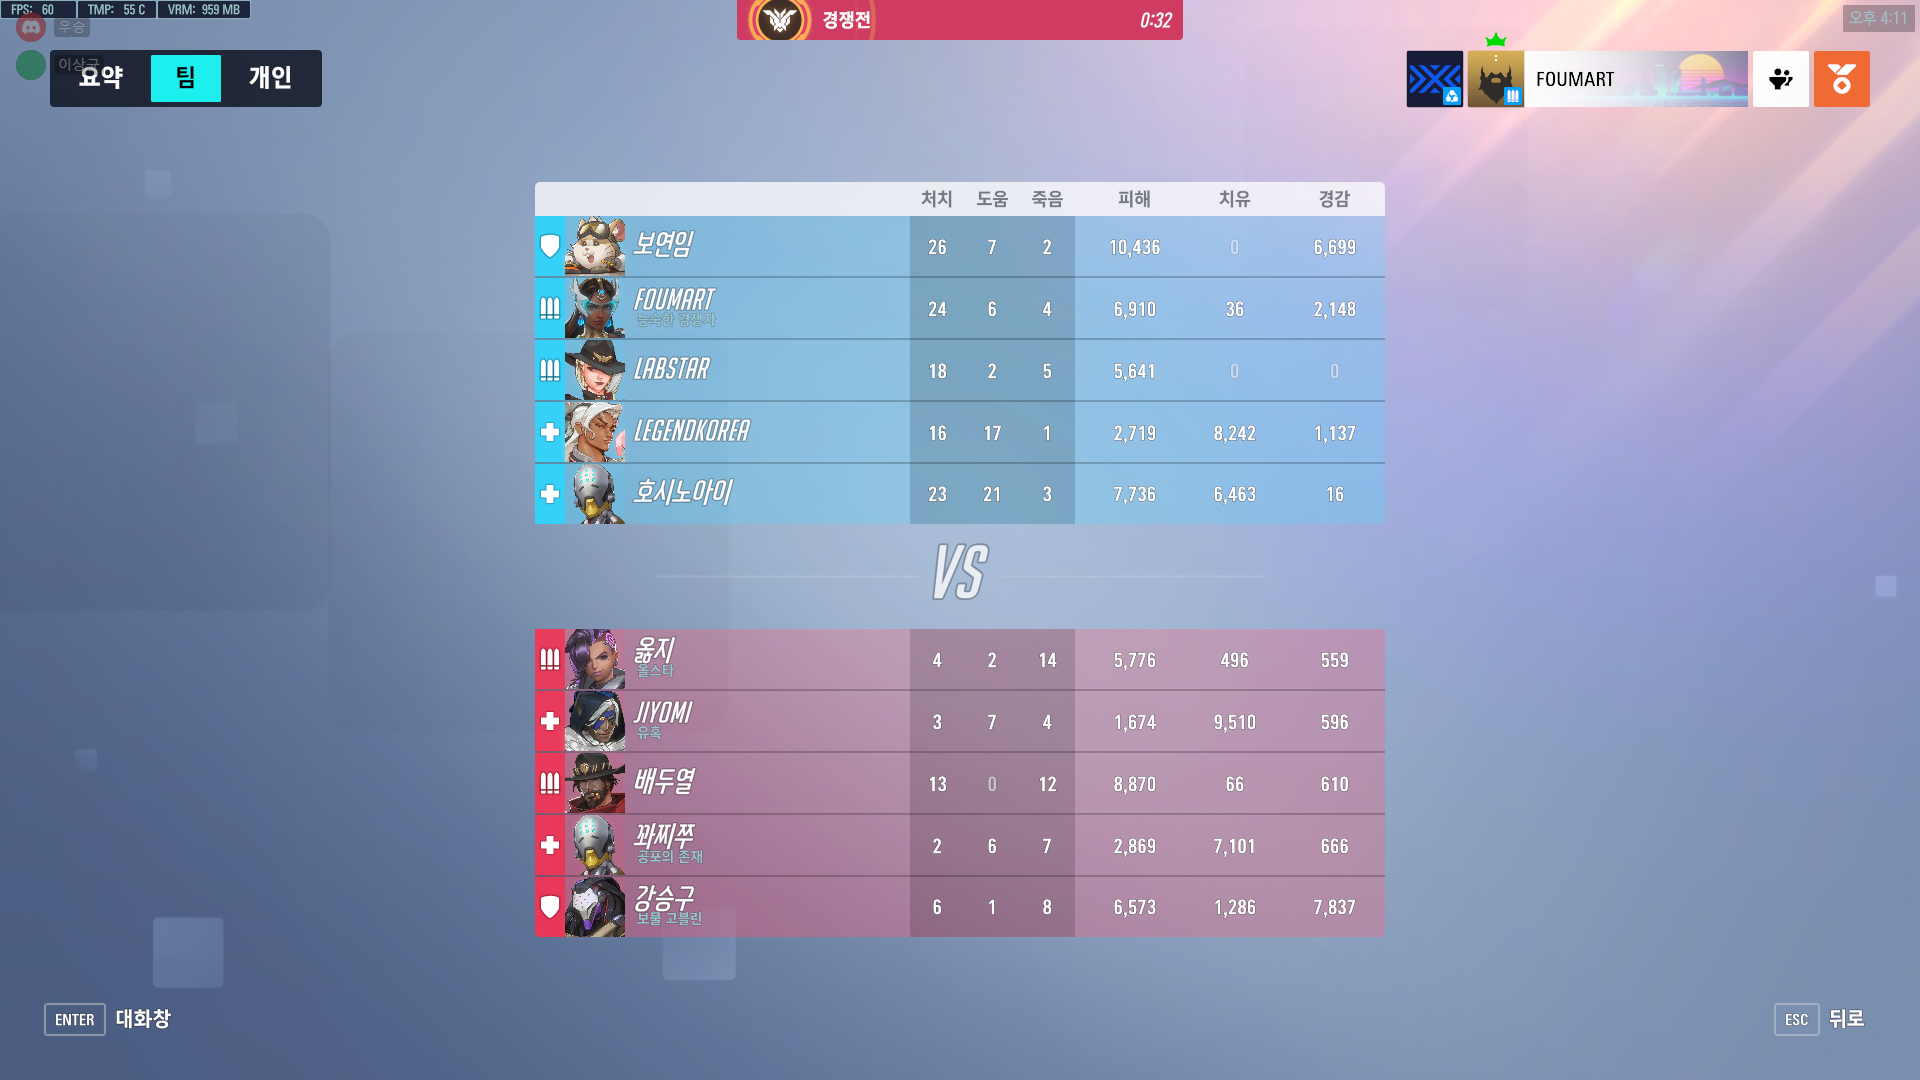 FPS: 60 TMP: 55 C VRM: 959 MB
우승
이상규
요약 팀 개인
경쟁전 0:32
오후 4:11
FOUMART
처치 도움 죽음 피해 치유 경감
보연임 26 7 2 10,436 0 6,699
FOUMART 24 6 4 6,910 36 2,148
능숙한 경쟁자
LABSTAR 18 2 5 5,641 0 0
LEGENDKOREA 16 17 1 2,719 8,242 1,137
호시노아이 23 21 3 7,736 6,463 16
VS
옳지 4 2 14 5,776 496 559
올스타
JIYOMI 3 7 4 1,674 9,510 596
유혹
배두열 13 0 12 8,870 66 610
꽈찌쭈 2 6 7 2,869 7,101 666
공포의 존재
강승구 6 1 8 6,573 1,286 7,837
보물 고블린
ENTER 대화창
ESC 뒤로